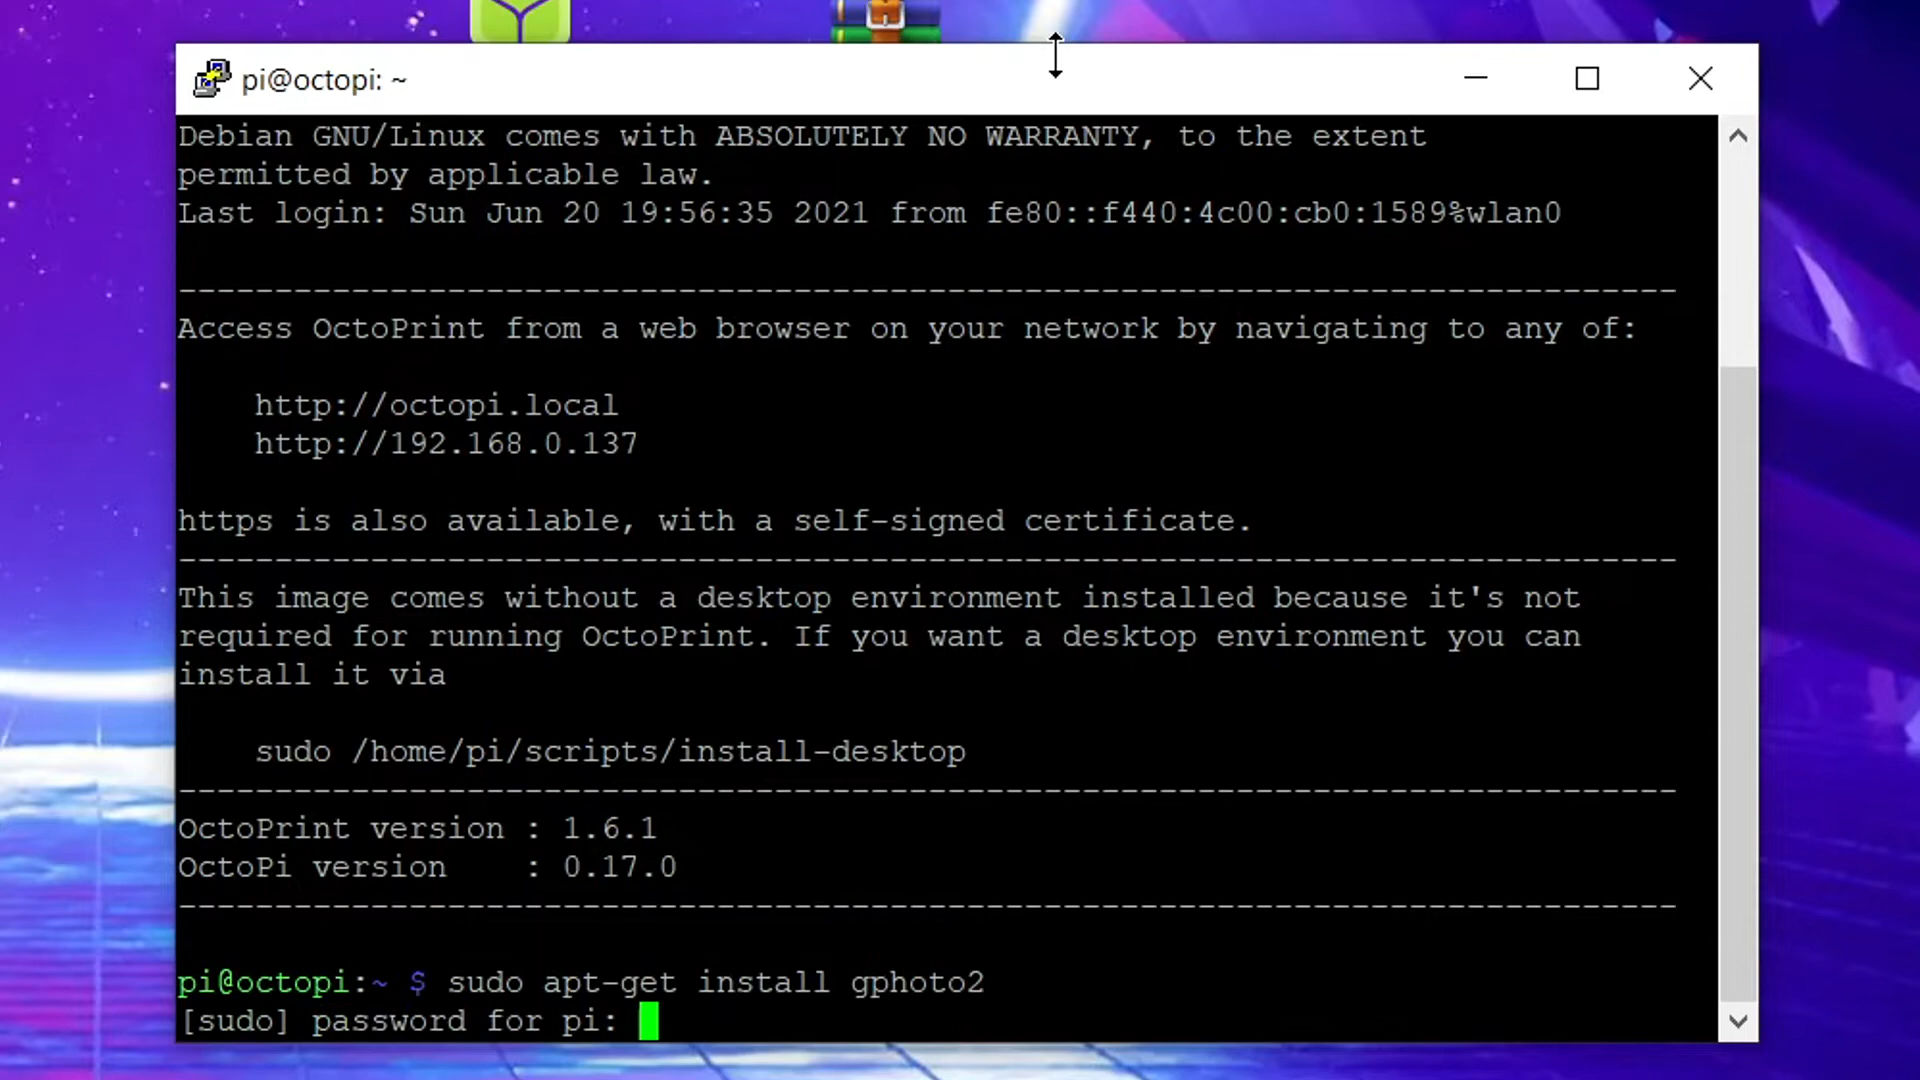 pi@octopi: ~
Debian GNU/Linux comes with ABSOLUTELY NO WARRANTY, to the extent
permitted by applicable law.
Last login: Sun Jun 20 19:56:35 2021 from fe80::f440:4c00:cb0:1589%wlan0
--------------------------------------------------------------------------------
Access OctoPrint from a web browser on your network by navigating to any of:
http://octopi.local
http://192.168.0.137
https is also available, with a self-signed certificate.
--------------------------------------------------------------------------------
This image comes without a desktop environment installed because it's not
required for running OctoPrint. If you want a desktop environment you can
install it via
sudo /home/pi/scripts/install-desktop
--------------------------------------------------------------------------------
OctoPrint version : 1.6.1
OctoPi version    : 0.17.0
--------------------------------------------------------------------------------
pi@octopi:~ $ sudo apt-get install gphoto2
[sudo] password for pi: